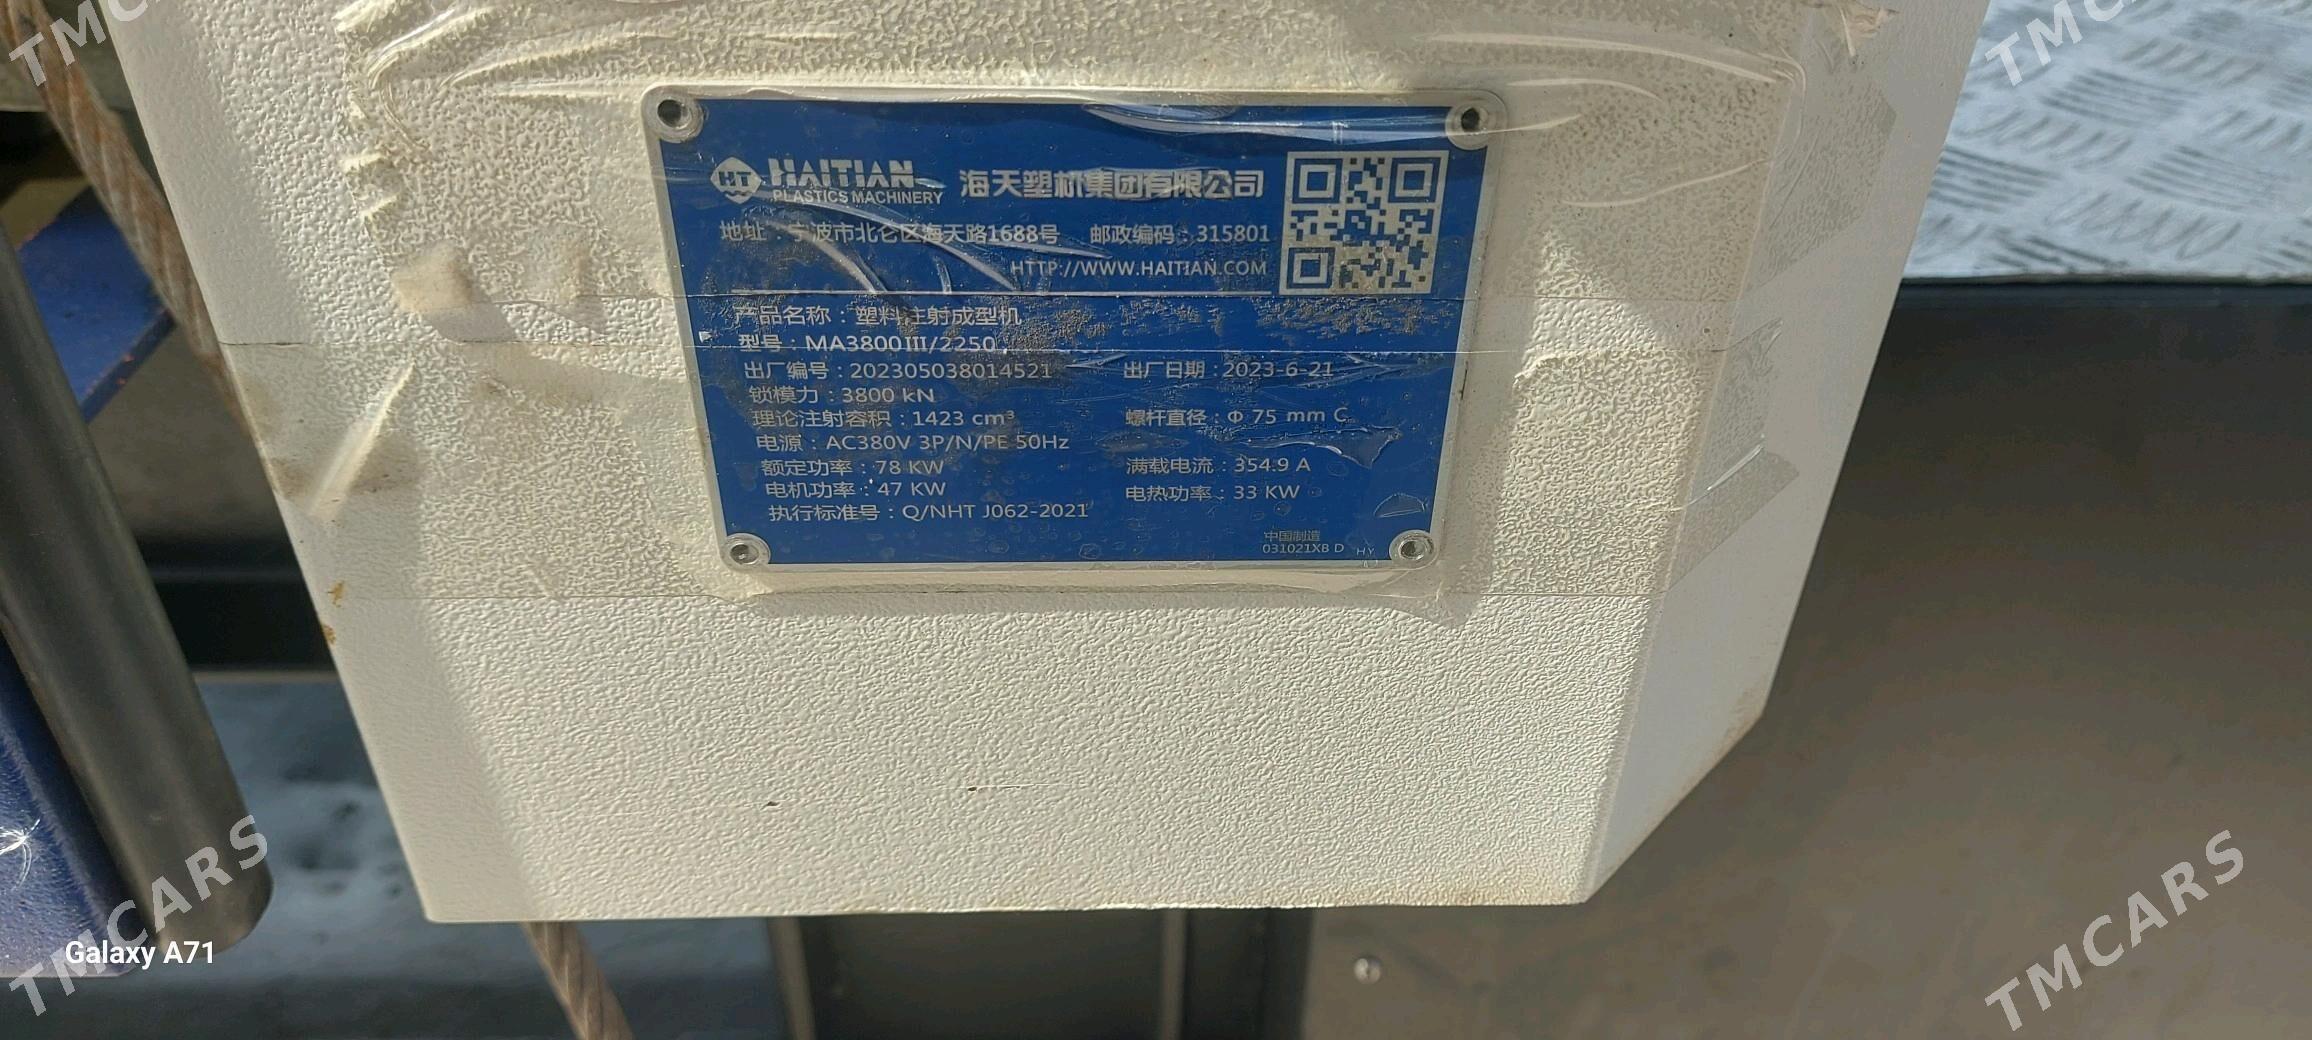 TMCARS
TMCARS
HT HAITIAN 海天塑机集团有限公司
PLASTICS MACHINERY
地址：宁波市北仑区海天路1688号 邮政编码：315801
HTTP://WWW.HAITIAN.COM
产品名称：塑料注射成型机
型号：MA3800III/2250
出厂编号：202305038014521 出厂日期：2023-6-21
锁模力：3800 kN
理论注射容积：1423 cm³ 螺杆直径：Φ 75 mm C
电源：AC380V 3P/N/PE 50Hz
额定功率：78 KW 满载电流：354.9 A
电机功率：47 KW 电热功率：33 KW
执行标准号：Q/NHT J062-2021
中国制造
031021X8 D HY
TMCARS
TMCARS
Galaxy A71